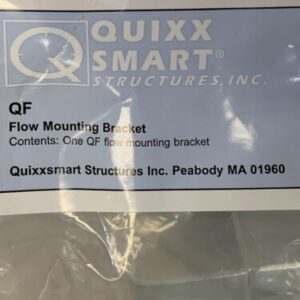 Q QUIXX
SMART®
STRUCTURES, INC.
QF
Flow Mounting Bracket
Contents: One QF flow mounting bracket
Quixxsmart Structures Inc. Peabody MA 01960